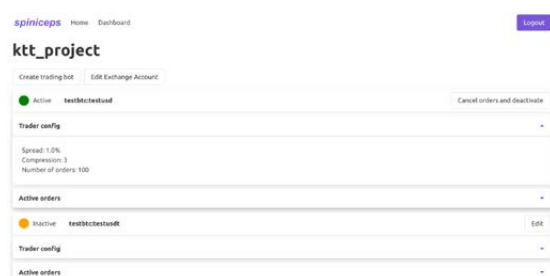 spiniceps Home Dashboard Logout
ktt_project
Create trading bot Edit Exchange Account
Active testbtc:testusd Cancel orders and deactivate
Trader config
Spread: 1.0%
Compression: 3
Number of orders: 100
Active orders
Inactive testbtc:testusdt Edit
Trader config
Active orders